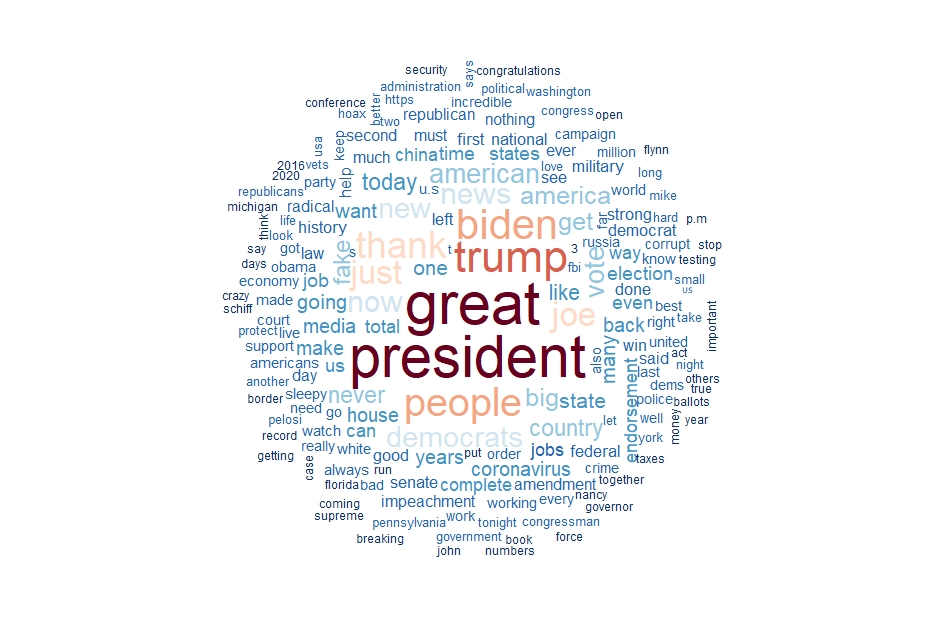 security says congratulations
administration political washington
conference hoax https better incredible
two republican nothing congress open
usa keep second must first national campaign
much china time states ever million flynn
2016 vets 2020 help american love military long
republicans party today u.s news see america world mike
michigan radical want new left biden get far strong hard p.m
think life history democrat
look fake thank t trump 3 russia way corrupt stop
say got law s know testing
days obama just one fbi vote election small
economy job done us
crazy made going now great like even best
schiff court joe right take important
protect live media total back
support make president also many win united
americans us said act
another day last night
border sleepy never people big state endorsement dems others
need go house police true
pelosi let ballots
record watch can democrats country well money year
really white york
getting case good years put order jobs federal taxes
always run coronavirus crime
florida bad senate complete amendment together
coming impeachment working every nancy
supreme governor
pennsylvania work tonight congressman
breaking government book force
john numbers